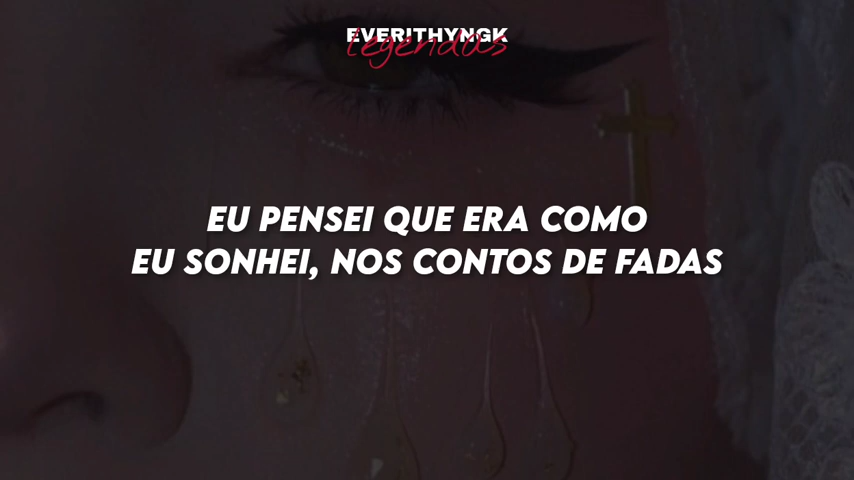 EVERITHYNGK
legendas
EU PENSEI QUE ERA COMO
EU SONHEI, NOS CONTOS DE FADAS